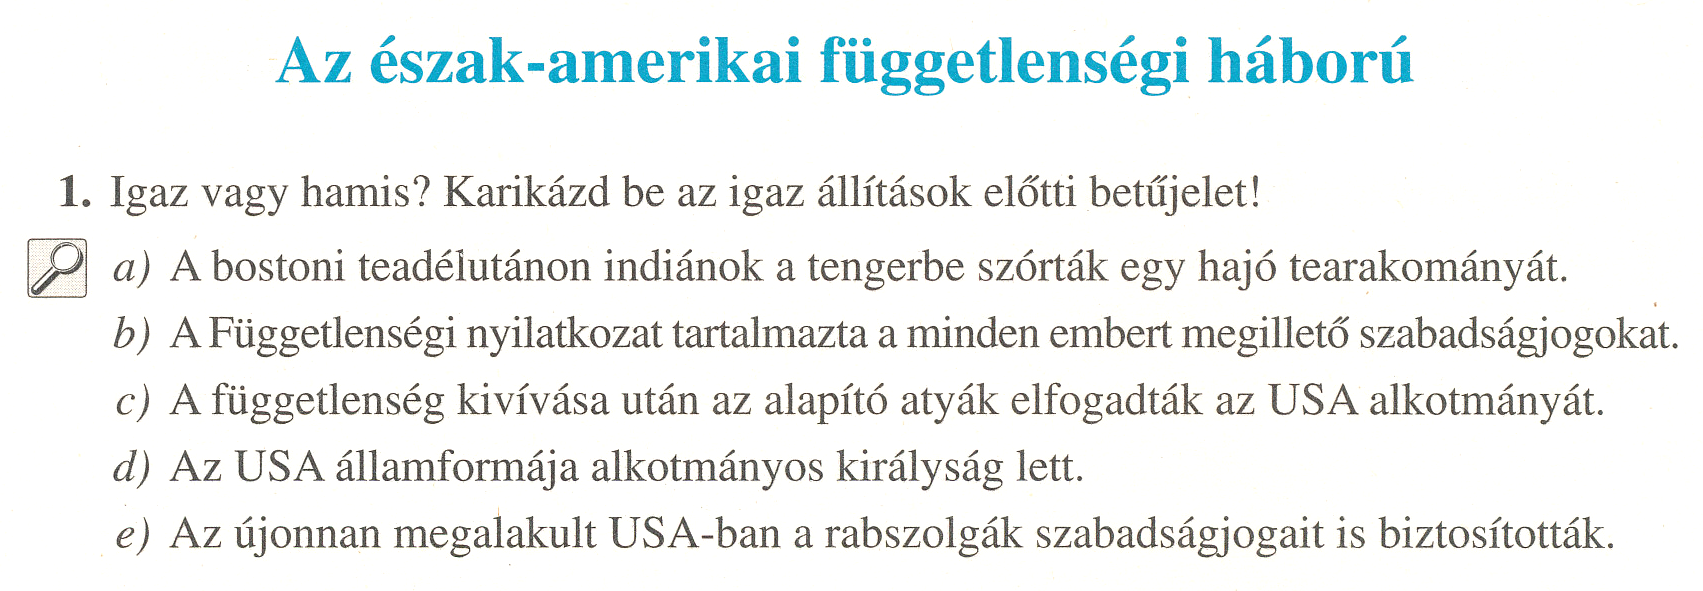 Az észak-amerikai függetlenségi háború
1. Igaz vagy hamis? Karikázd be az igaz állítások előtti betűjelet!
a) A bostoni teadélutánon indiánok a tengerbe szórták egy hajó tearakományát.
b) A Függetlenségi nyilatkozat tartalmazta a minden embert megillető szabadságjogokat.
c) A függetlenség kivívása után az alapító atyák elfogadták az USA alkotmányát.
d) Az USA államformája alkotmányos királyság lett.
e) Az újonnan megalakult USA-ban a rabszolgák szabadságjogait is biztosították.